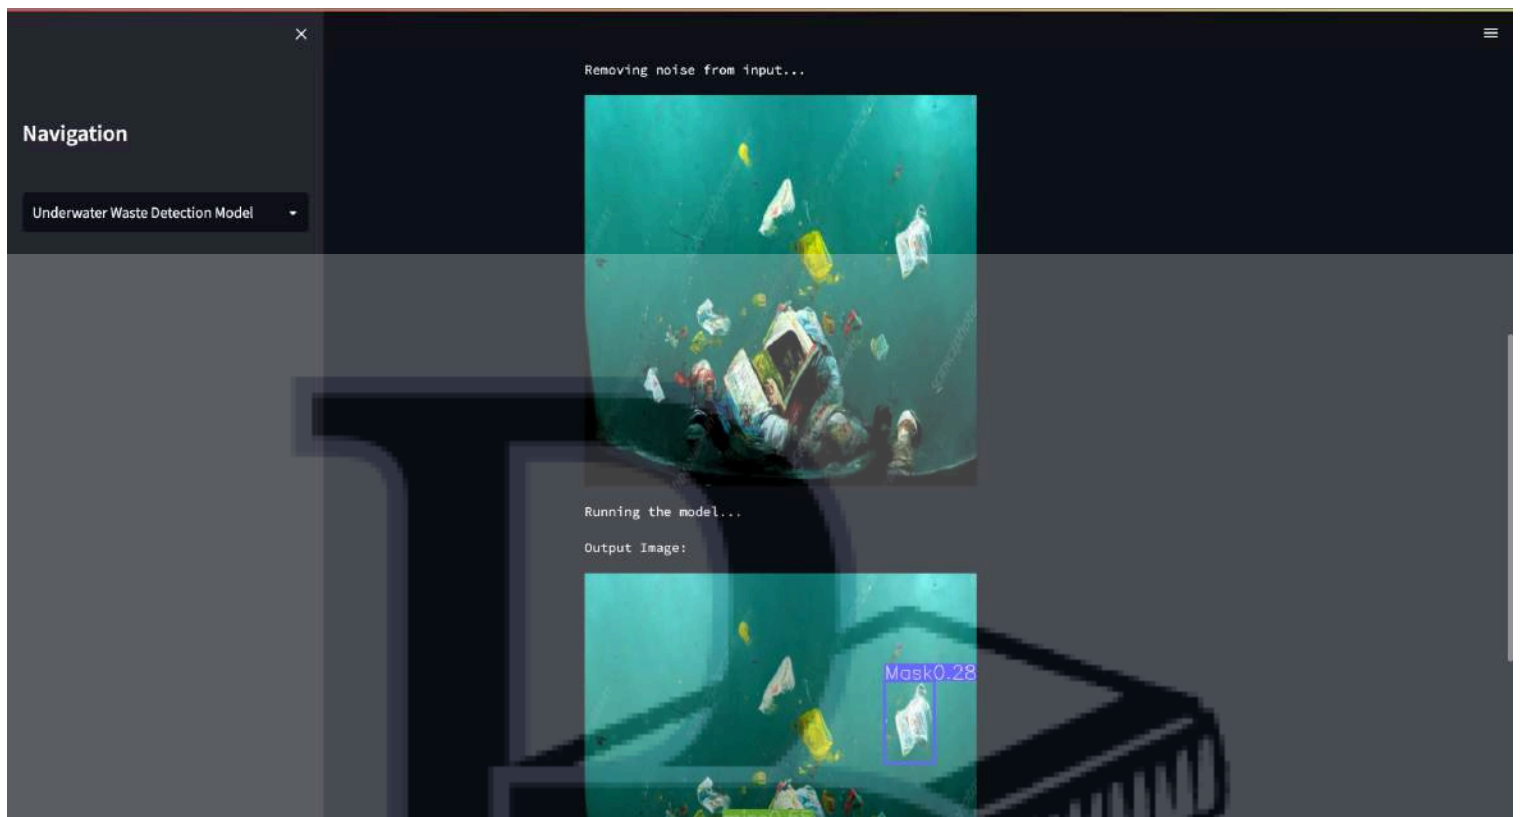 Removing noise from input...
Navigation
Underwater Waste Detection Model
Running the model...
Output Image:
Mask0.28